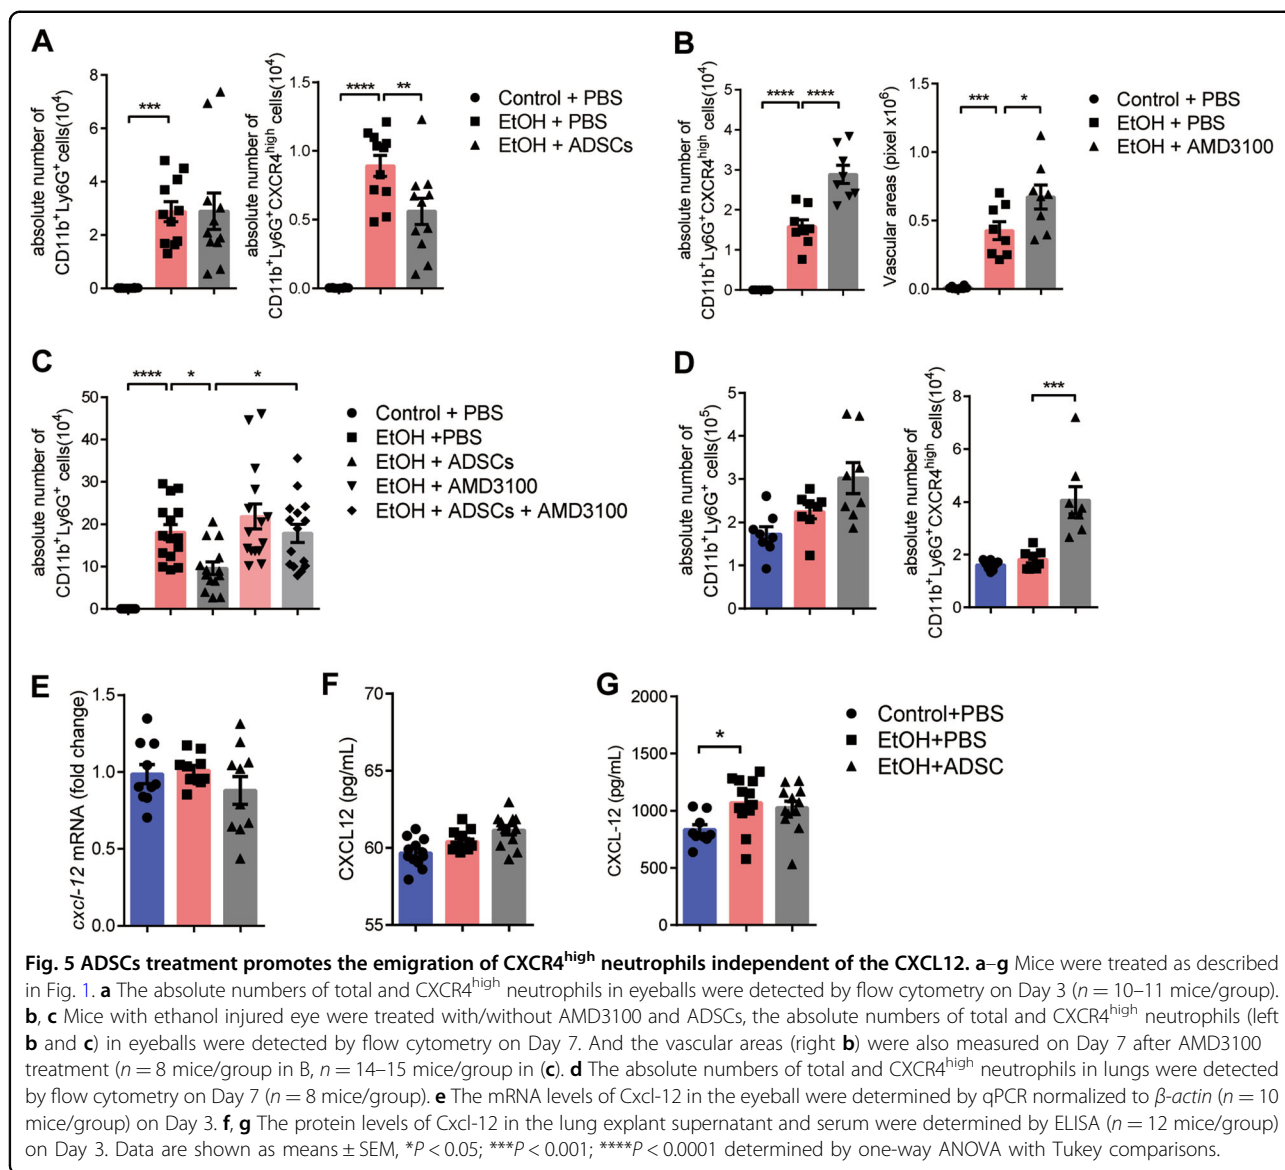 A
absolute number of
CD11b+Ly6G+cells(10^4)
8
6
4
2
0
***
absolute number of
CD11b+Ly6G+CXCR4^high cells(10^4)
1.5
1.0
0.5
0.0
****
**
Control + PBS
EtOH + PBS
EtOH + ADSCs
B
absolute number of
CD11b+Ly6G+CXCR4^high cells(10^4)
5
4
3
2
1
0
****
****
Vascular areas (pixel x10^6)
1.5
1.0
0.5
0.0
***
*
Control + PBS
EtOH + PBS
EtOH + AMD3100
C
absolute number of
CD11b+Ly6G+ cells(10^4)
50
40
30
20
10
0
****
*
*
Control + PBS
EtOH +PBS
EtOH + ADSCs
EtOH + AMD3100
EtOH + ADSCs + AMD3100
D
absolute number of
CD11b+Ly6G+ cells(10^5)
5
4
3
2
1
0
absolute number of
CD11b+Ly6G+CXCR4^high cells(10^4)
8
6
4
2
0
***
E
cxcl-12 mRNA (fold change)
1.5
1.0
0.5
0.0
F
CXCL12 (pg/mL)
70
65
60
55
G
CXCL-12 (pg/mL)
2000
1500
1000
500
0
*
Control+PBS
EtOH+PBS
EtOH+ADSC
Fig. 5 ADSCs treatment promotes the emigration of CXCR4^high neutrophils independent of the CXCL12. a–g Mice were treated as described
in Fig. 1. a The absolute numbers of total and CXCR4^high neutrophils in eyeballs were detected by flow cytometry on Day 3 (n = 10–11 mice/group).
b, c Mice with ethanol injured eye were treated with/without AMD3100 and ADSCs, the absolute numbers of total and CXCR4^high neutrophils (left
b and c) in eyeballs were detected by flow cytometry on Day 7. And the vascular areas (right b) were also measured on Day 7 after AMD3100
treatment (n = 8 mice/group in B, n = 14–15 mice/group in (c). d The absolute numbers of total and CXCR4^high neutrophils in lungs were detected
by flow cytometry on Day 7 (n = 8 mice/group). e The mRNA levels of Cxcl-12 in the eyeball were determined by qPCR normalized to β-actin (n = 10
mice/group) on Day 3. f, g The protein levels of Cxcl-12 in the lung explant supernatant and serum were determined by ELISA (n = 12 mice/group)
on Day 3. Data are shown as means ± SEM, *P < 0.05; ***P < 0.001; ****P < 0.0001 determined by one-way ANOVA with Tukey comparisons.